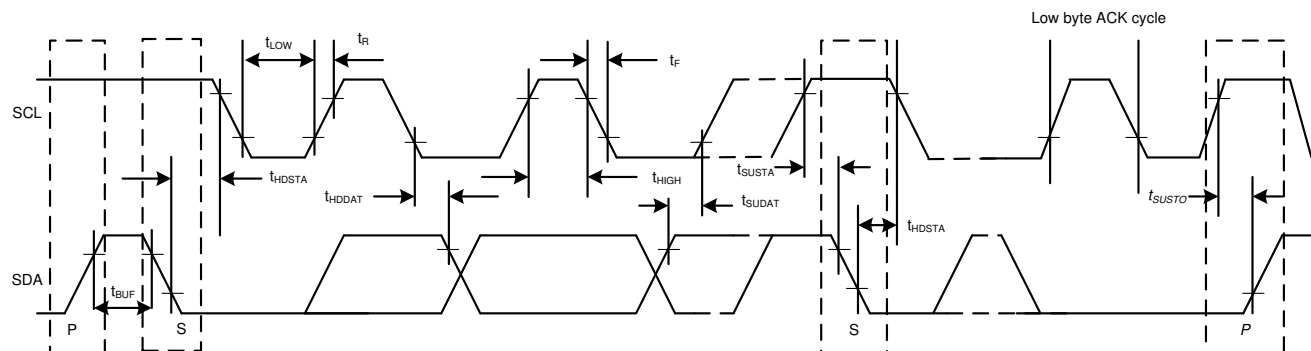 Low byte ACK cycle
tLOW
tR
tF
SCL
tHDSTA
tHDDAT
tHIGH
tSUDAT
tSUSTA
tHDSTA
tSUSTO
SDA
tBUF
P
S
S
P